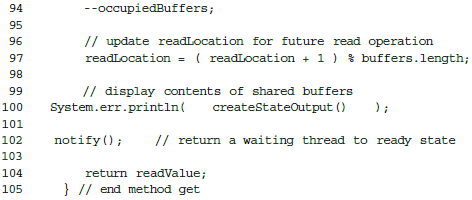 94 --occupiedBuffers;
95
96 // update readLocation for future read operation
97 readLocation = ( readLocation + 1 ) % buffers.length;
98
99 // display contents of shared buffers
100 System.err.println( createStateOutput() );
101
102 notify(); // return a waiting thread to ready state
103
104 return readValue;
105 } // end method get